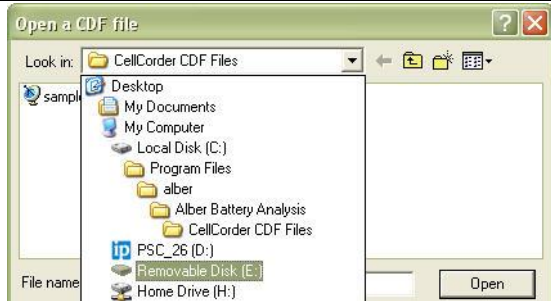 Open a CDF file
Look in: CellCorder CDF Files
Desktop
sample
My Documents
My Computer
Local Disk (C:)
Program Files
alber
Alber Battery Analysis
CellCorder CDF Files
PSC_26 (D:)
Removable Disk (E:)
File name
Open
Home Drive (H:)